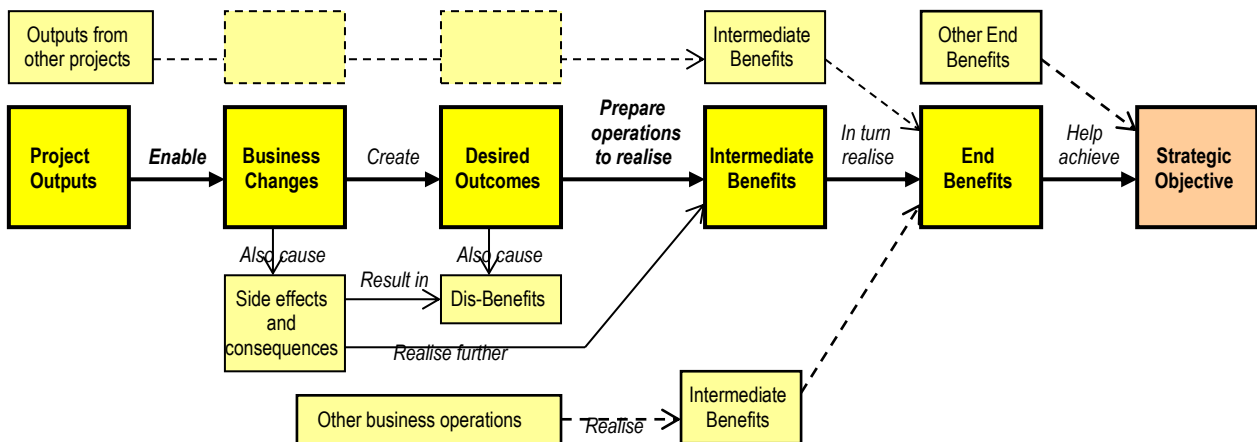 Outputs from
other projects
Intermediate
Benefits
Other End
Benefits
Project
Outputs
Enable
Business
Changes
Create
Desired
Outcomes
Prepare
operations
to realise
Intermediate
Benefits
In turn
realise
End
Benefits
Help
achieve
Strategic
Objective
Also cause
Also cause
Side effects
and
consequences
Result in
Dis-Benefits
Realise further
Other business operations
Realise
Intermediate
Benefits